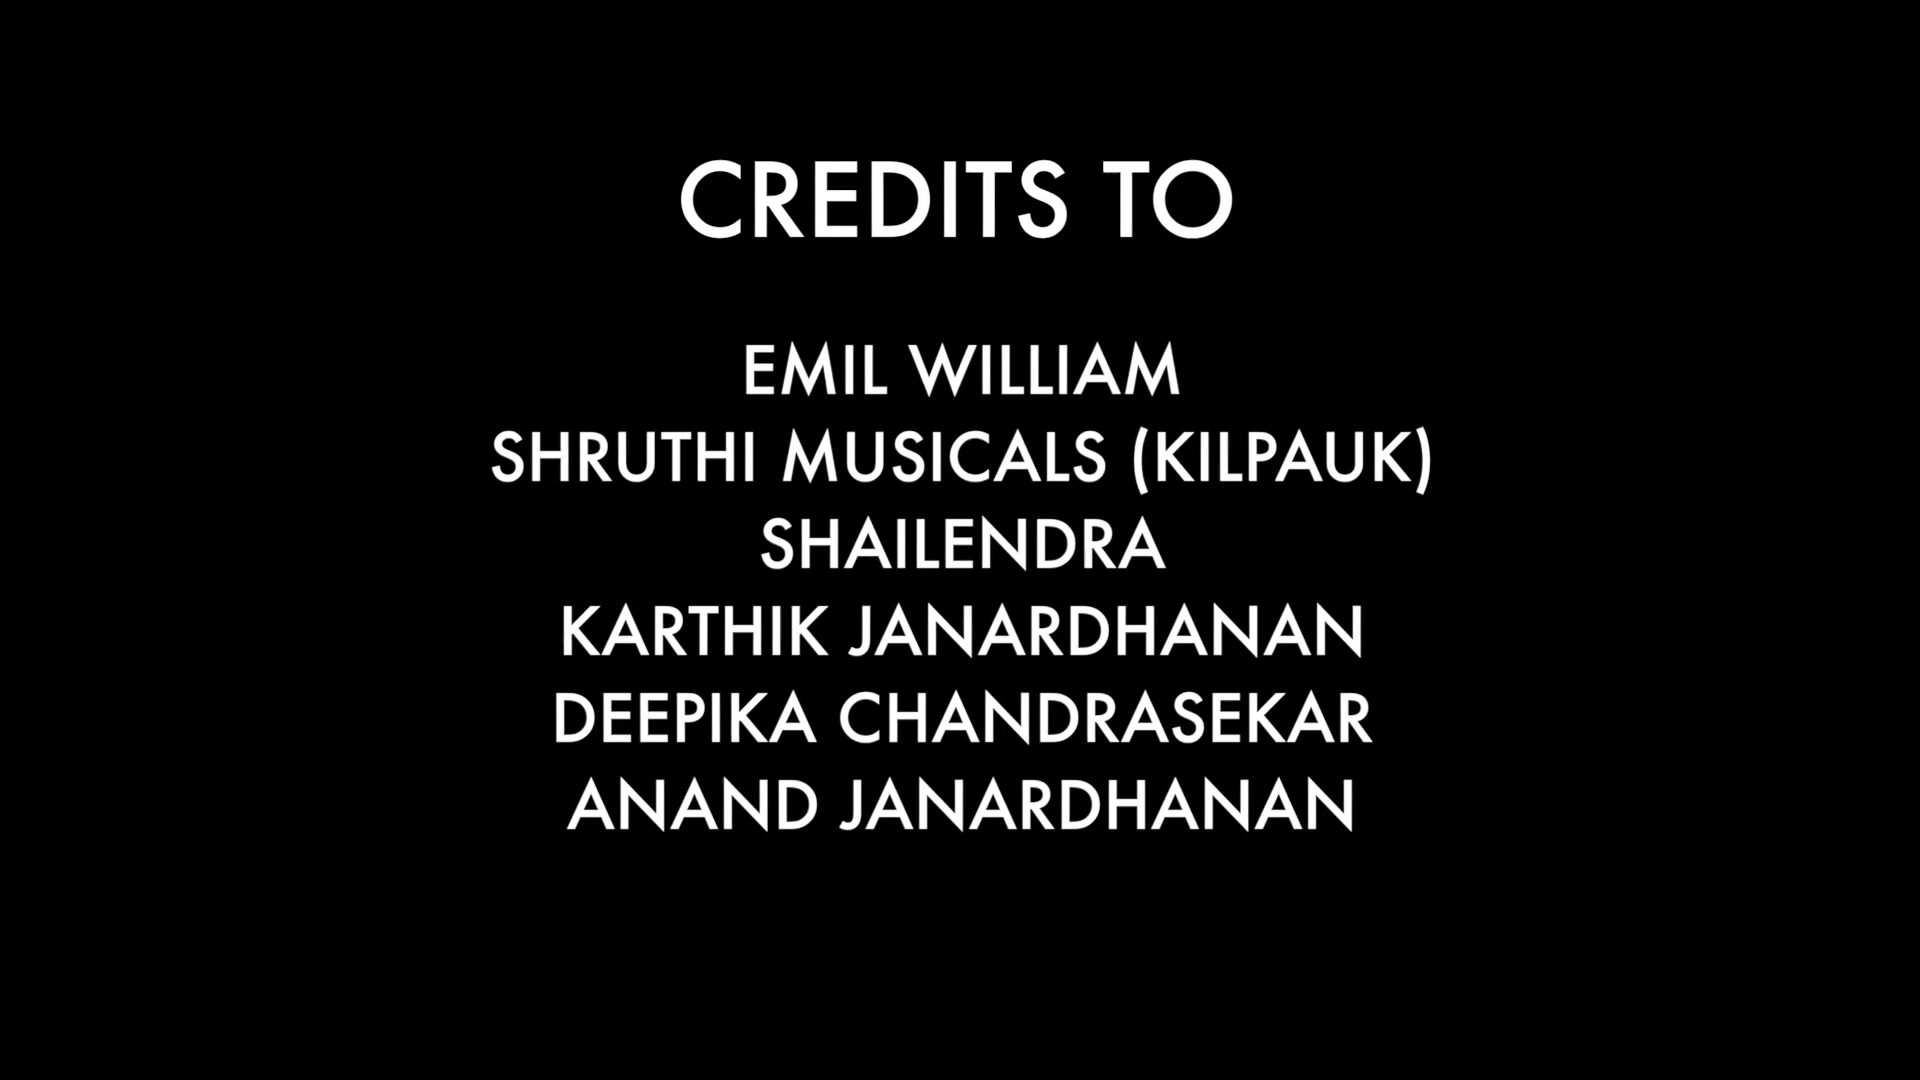 CREDITS TO
EMIL WILLIAM
SHRUTHI MUSICALS (KILPAUK)
SHAILENDRA
KARTHIK JANARDHANAN
DEEPIKA CHANDRASEKAR
ANAND JANARDHANAN